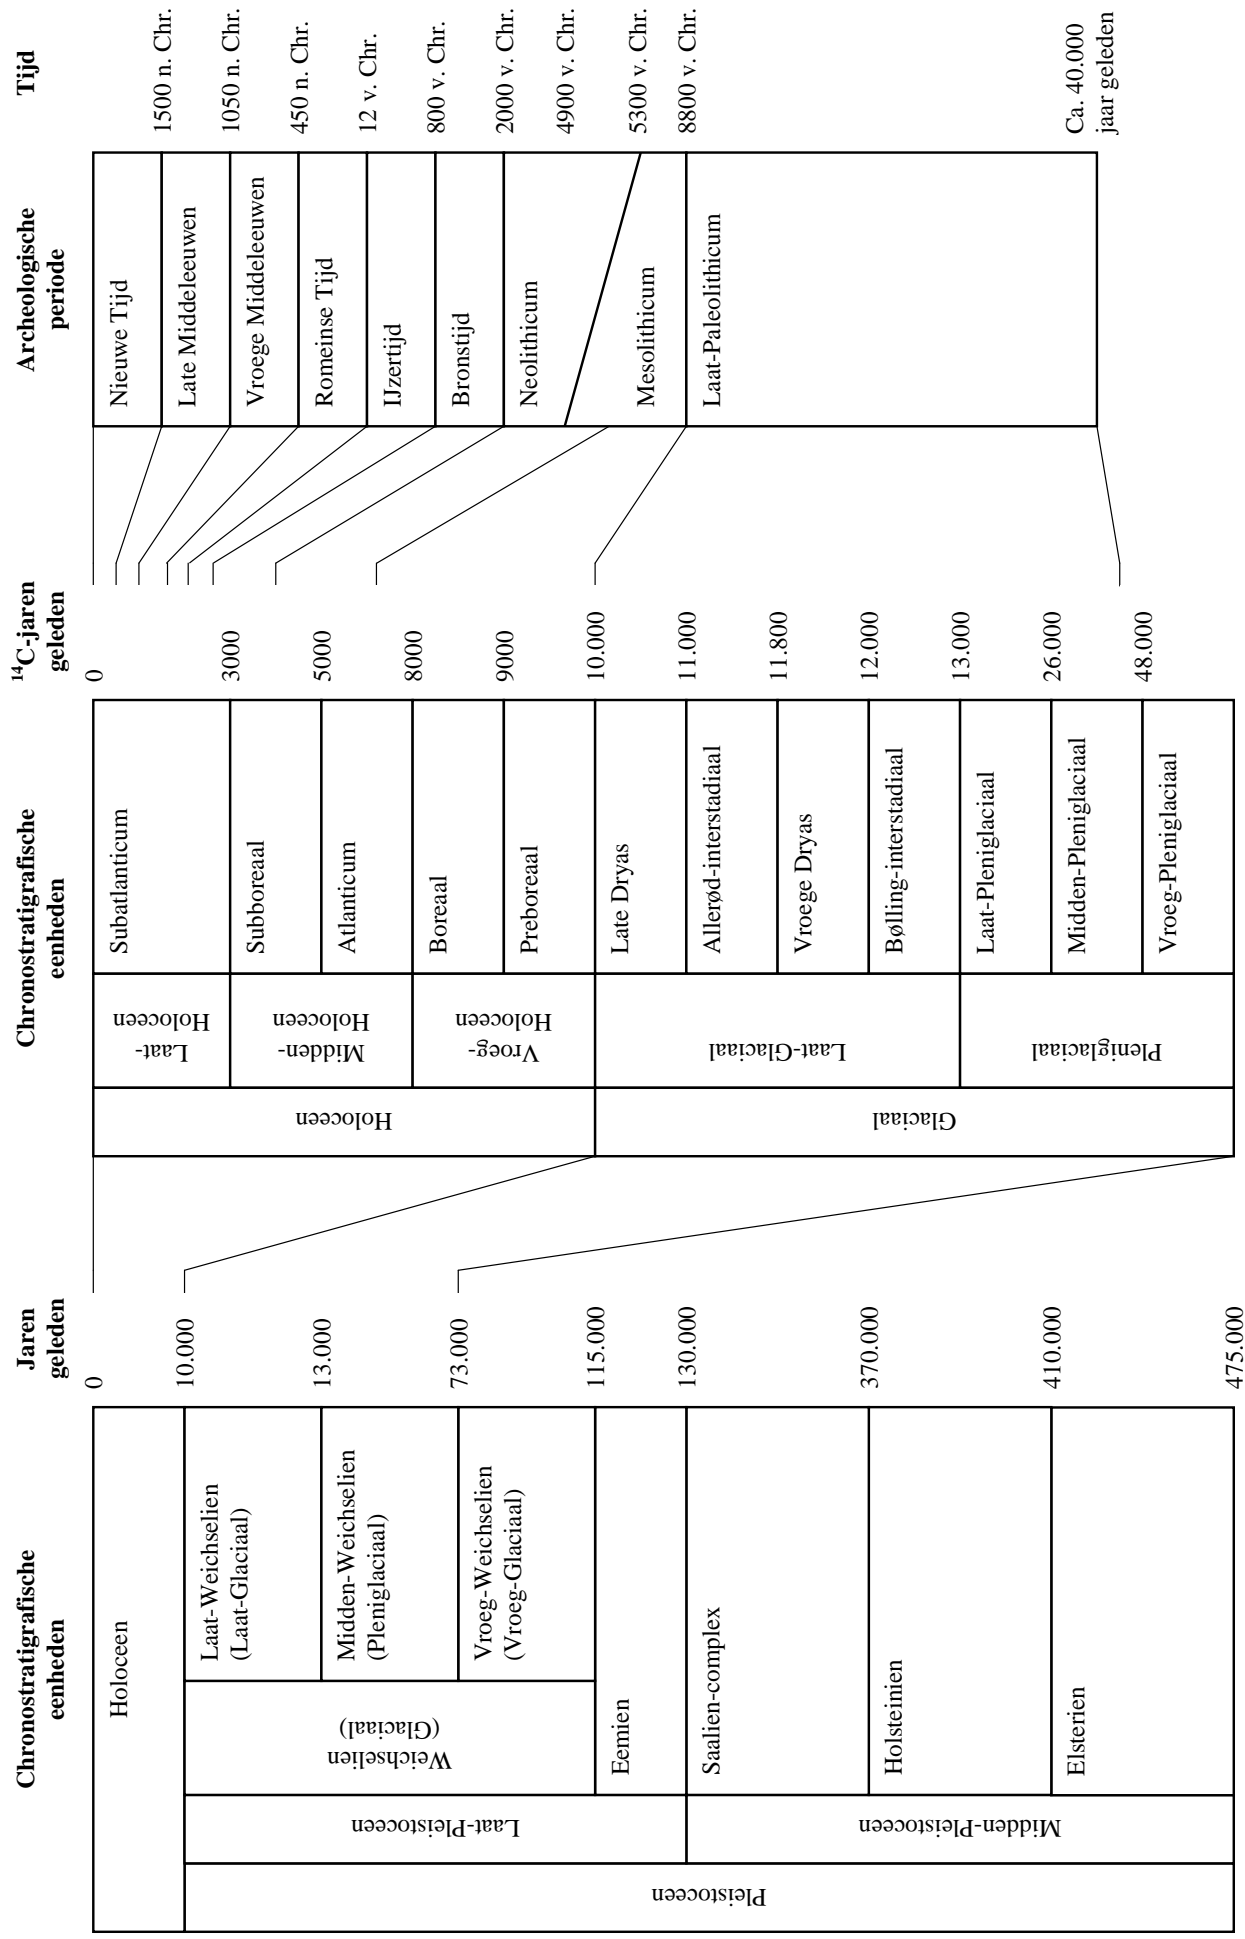 Chronostratigrafische
eenheden
Jaren
geleden
Holoceen
0
10.000
Pleistoceen
Laat-Pleistoceen
Weichselien
(Glaciaal)
Laat-Weichselien
(Laat-Glaciaal)
13.000
Midden-Weichselien
(Pleniglaciaal)
73.000
Vroeg-Weichselien
(Vroeg-Glaciaal)
115.000
Eemien
130.000
Midden-Pleistoceen
Saalien-complex
370.000
Holsteinien
410.000
Elsterien
475.000
Chronostratigrafische
eenheden
14C-jaren
geleden
0
Holoceen
Laat-
Holoceen
Subatlanticum
3000
Midden-
Holoceen
Subboreaal
5000
Atlanticum
8000
Vroeg-
Holoceen
Boreaal
9000
Preboreaal
10.000
Glaciaal
Laat-Glaciaal
Late Dryas
11.000
Allerød-interstadiaal
11.800
Vroege Dryas
12.000
Bølling-interstadiaal
13.000
Pleniglaciaal
Laat-Pleniglaciaal
26.000
Midden-Pleniglaciaal
48.000
Vroeg-Pleniglaciaal
Archeologische
periode
Tijd
Nieuwe Tijd
1500 n. Chr.
Late Middeleeuwen
1050 n. Chr.
Vroege Middeleeuwen
450 n. Chr.
Romeinse Tijd
12 v. Chr.
IJzertijd
800 v. Chr.
Bronstijd
2000 v. Chr.
Neolithicum
4900 v. Chr.
5300 v. Chr.
Mesolithicum
8800 v. Chr.
Laat-Paleolithicum
Ca. 40.000
jaar geleden